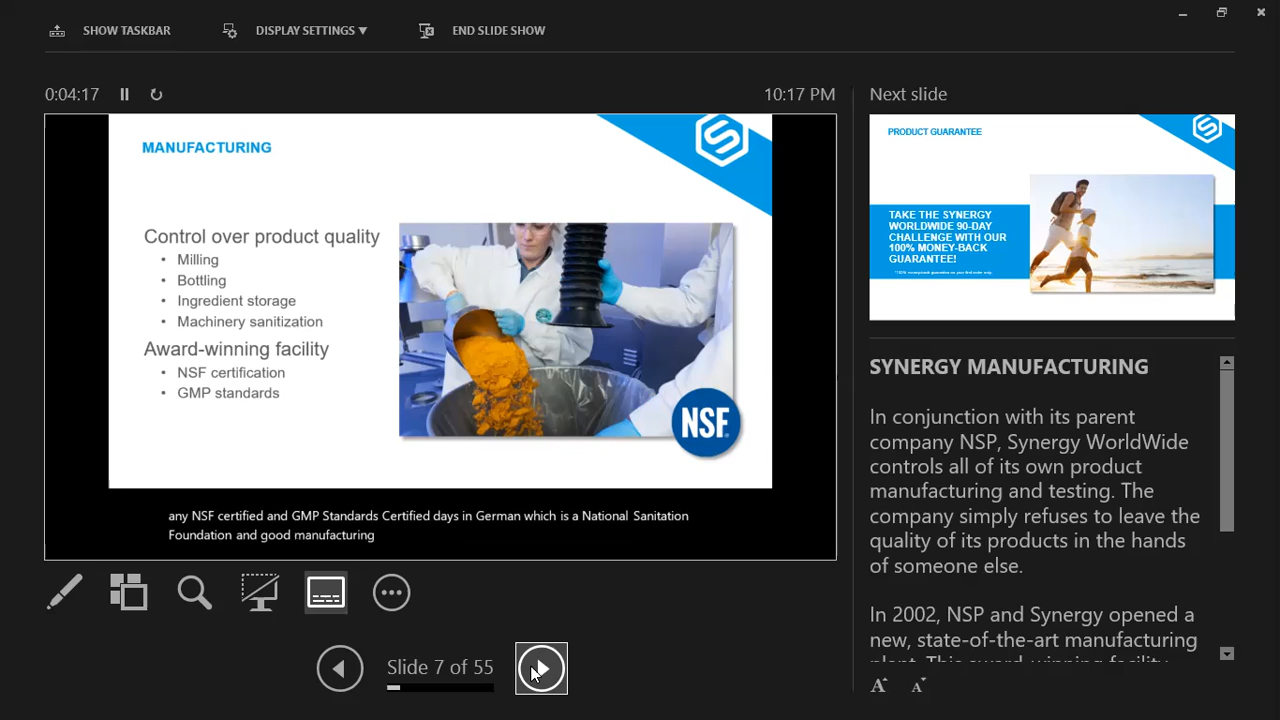 SHOW TASKBAR
DISPLAY SETTINGS ▼
END SLIDE SHOW
0:04:17
10:17 PM
MANUFACTURING
Control over product quality
• Milling
• Bottling
• Ingredient storage
• Machinery sanitization
Award-winning facility
• NSF certification
• GMP standards
NSF
any NSF certified and GMP Standards Certified days in German which is a National Sanitation
Foundation and good manufacturing
Slide 7 of 55
Next slide
PRODUCT GUARANTEE
TAKE THE SYNERGY
WORLDWIDE 90-DAY
CHALLENGE WITH OUR
100% MONEY-BACK
GUARANTEE!
SYNERGY MANUFACTURING
In conjunction with its parent
company NSP, Synergy WorldWide
controls all of its own product
manufacturing and testing. The
company simply refuses to leave the
quality of its products in the hands
of someone else.
In 2002, NSP and Synergy opened a
new, state-of-the-art manufacturing
plant. This award-winning facility
A A